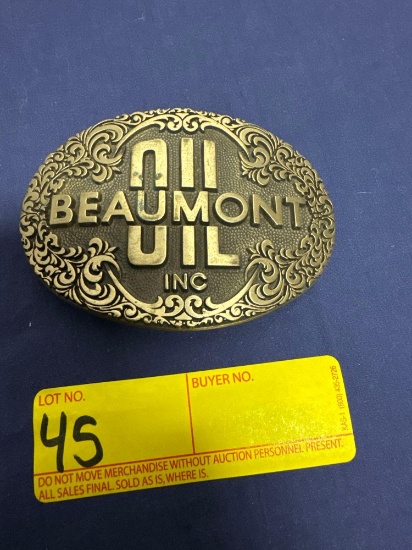 OIL
BEAUMONT
INC
LOT NO.
BUYER NO.
45
DO NOT MOVE MERCHANDISE WITHOUT AUCTION PERSONNEL PRESENT.
ALL SALES FINAL. SOLD AS IS, WHERE IS.